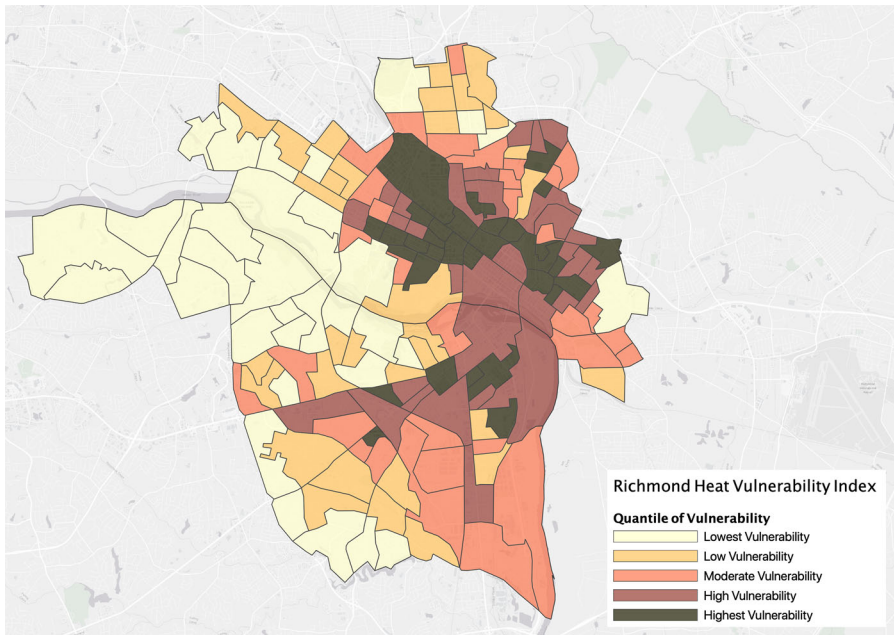 Richmond Heat Vulnerability Index
Quantile of Vulnerability
Lowest Vulnerability
Low Vulnerability
Moderate Vulnerability
High Vulnerability
Highest Vulnerability